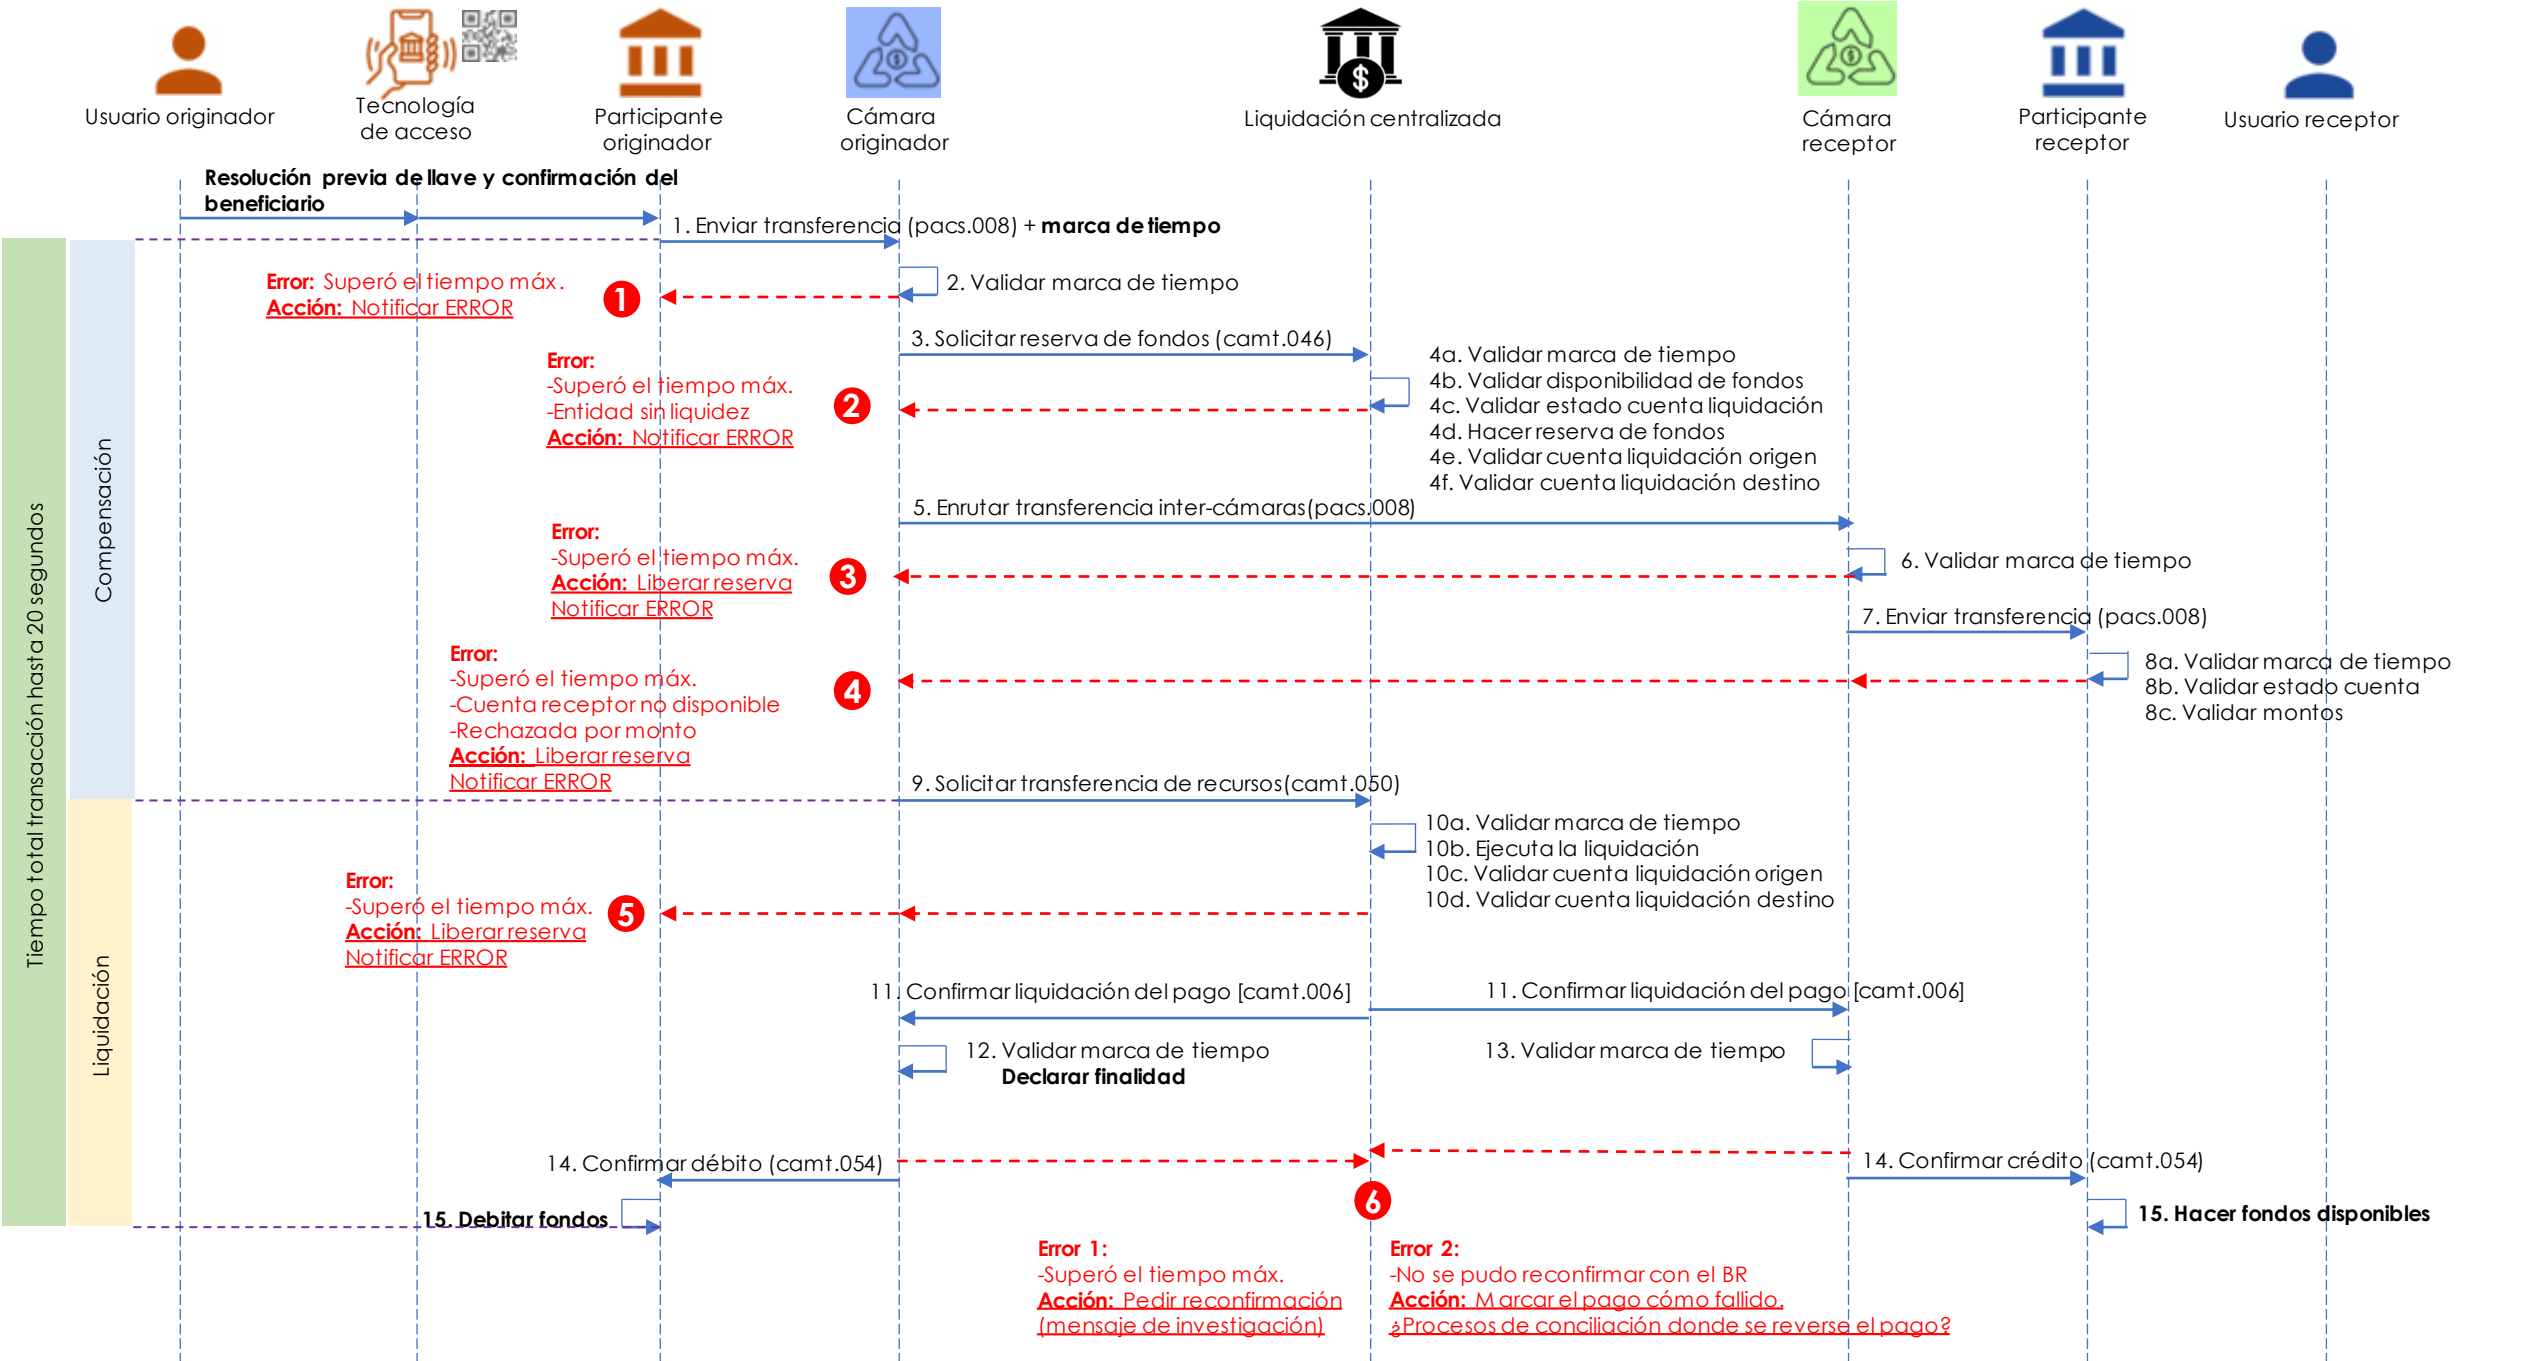 Usuario originador
Tecnología
de acceso
Participante
originador
Cámara
originador
Liquidación centralizada
Cámara
receptor
Participante
receptor
Usuario receptor
Resolución previa de llave y confirmación del
beneficiario
1. Enviar transferencia (pacs.008) + marca de tiempo
Error: Superó el tiempo máx.
Acción: Notificar ERROR
1
2. Validar marca de tiempo
3. Solicitar reserva de fondos (camt.046)
Error:
-Superó el tiempo máx.
-Entidad sin liquidez
Acción: Notificar ERROR
2
4a. Validar marca de tiempo
4b. Validar disponibilidad de fondos
4c. Validar estado cuenta liquidación
4d. Hacer reserva de fondos
4e. Validar cuenta liquidación origen
4f. Validar cuenta liquidación destino
5. Enrutar transferencia inter-cámaras(pacs.008)
Error:
-Superó el tiempo máx.
Acción: Liberar reserva
Notificar ERROR
3
6. Validar marca de tiempo
7. Enviar transferencia (pacs.008)
Error:
-Superó el tiempo máx.
-Cuenta receptor no disponible
-Rechazada por monto
Acción: Liberar reserva
Notificar ERROR
4
8a. Validar marca de tiempo
8b. Validar estado cuenta
8c. Validar montos
9. Solicitar transferencia de recursos(camt.050)
10a. Validar marca de tiempo
10b. Ejecuta la liquidación
10c. Validar cuenta liquidación origen
10d. Validar cuenta liquidación destino
Error:
-Superó el tiempo máx.
Acción: Liberar reserva
Notificar ERROR
5
11. Confirmar liquidación del pago [camt.006]
11. Confirmar liquidación del pago [camt.006]
12. Validar marca de tiempo
Declarar finalidad
13. Validar marca de tiempo
14. Confirmar débito (camt.054)
14. Confirmar crédito (camt.054)
6
15. Debitar fondos
15. Hacer fondos disponibles
Error 1:
-Superó el tiempo máx.
Acción: Pedir reconfirmación
(mensaje de investigación)
Error 2:
-No se pudo reconfirmar con el BR
Acción: Marcar el pago cómo fallido.
¿Procesos de conciliación donde se reverse el pago?
Tiempo total transacción hasta 20 segundos
Compensación
Liquidación